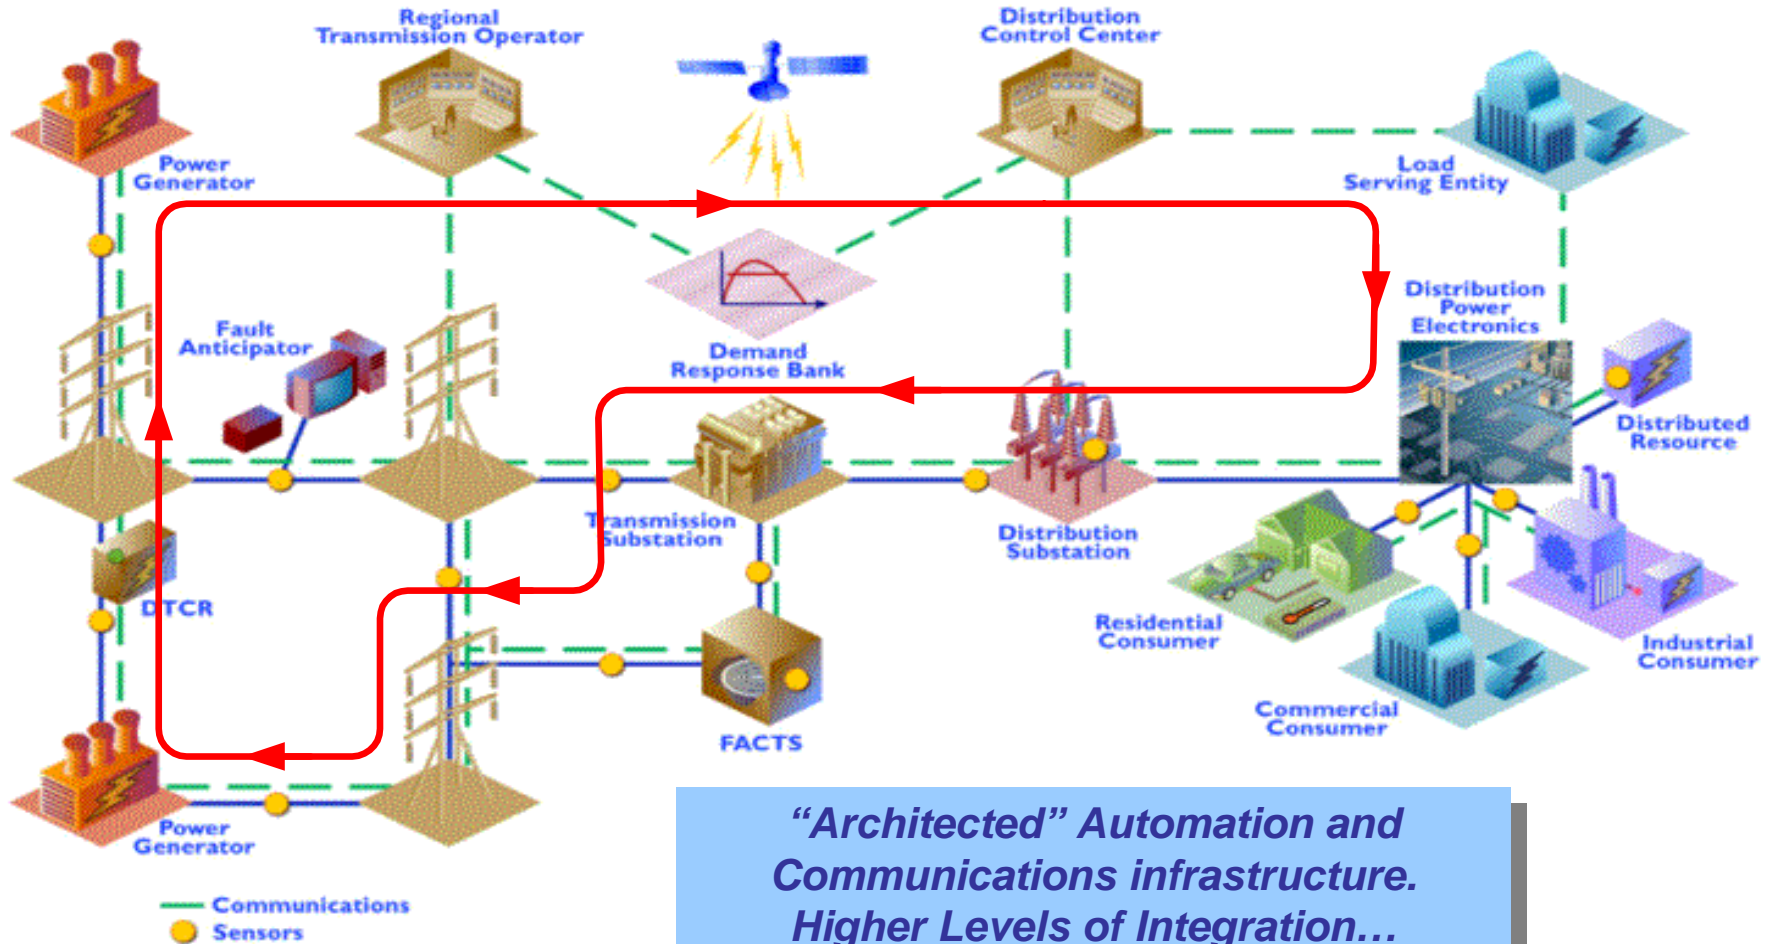 Regional
Transmission Operator
Distribution
Control Center
Power
Generator
Load
Serving Entity
Fault
Anticipator
Demand
Response Bank
Distribution
Power
Electronics
Distributed
Resource
Transmission
Substation
Distribution
Substation
DTCR
Residential
Consumer
Industrial
Consumer
Commercial
Consumer
FACTS
Power
Generator
“Architected” Automation and
Communications infrastructure.
Higher Levels of Integration…
Communications
Sensors